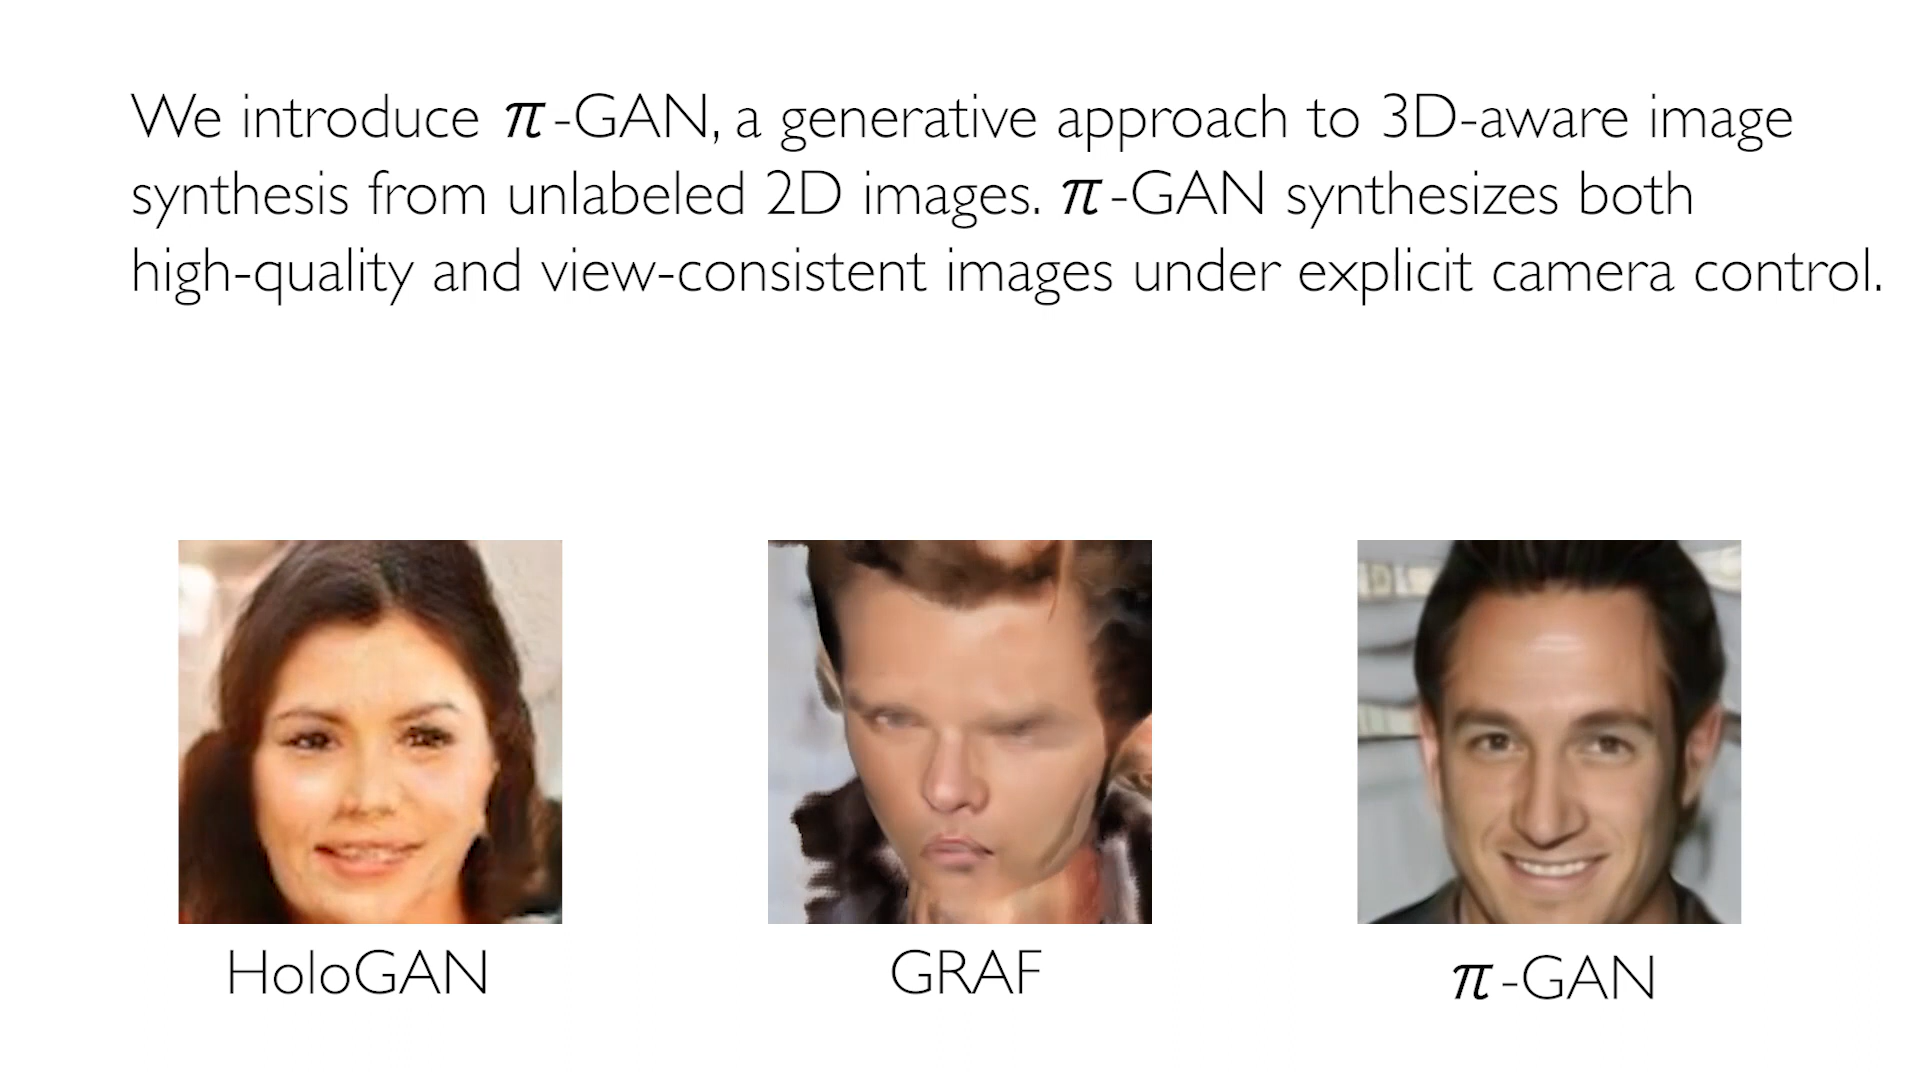 We introduce π-GAN, a generative approach to 3D-aware image
synthesis from unlabeled 2D images. π-GAN synthesizes both
high-quality and view-consistent images under explicit camera control.
HoloGAN
GRAF
π-GAN